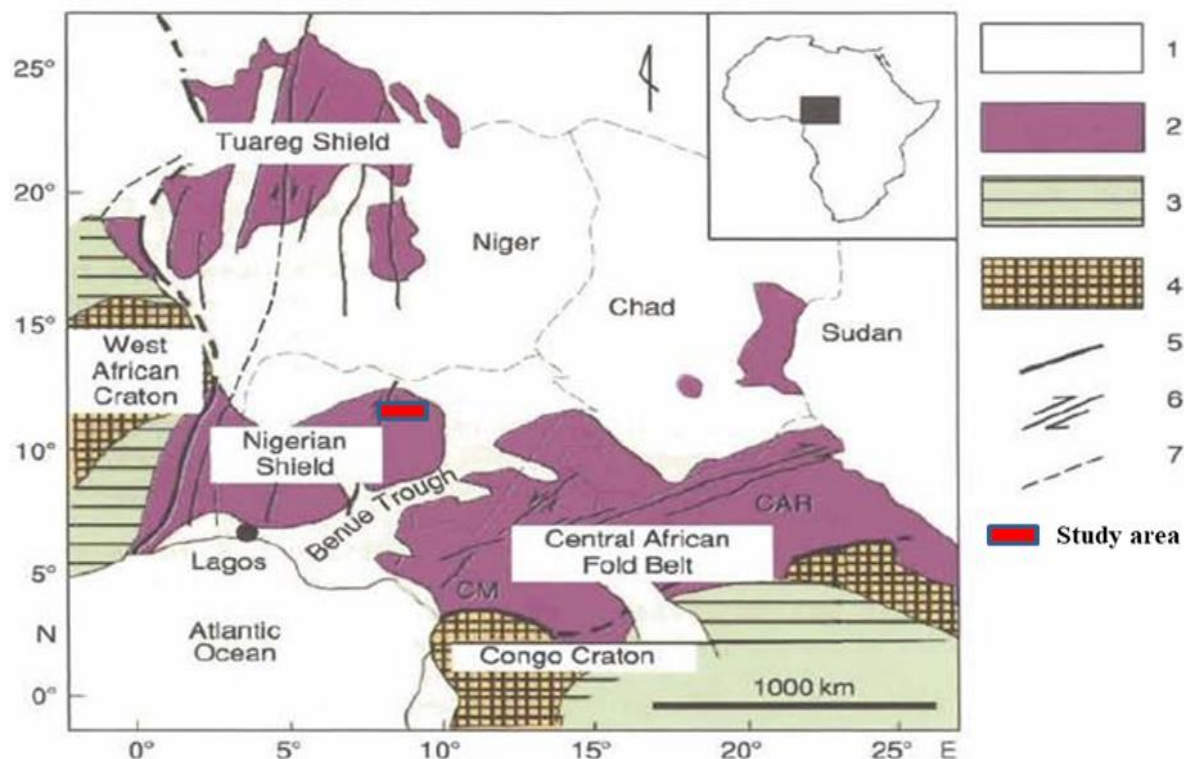 25°
20°
15°
10°
5°
N
0°
0°
5°
10°
15°
20°
25°
E
Tuareg Shield
Niger
Chad
Sudan
West
African
Craton
Nigerian
Shield
Benue Trough
Lagos
CAR
Central African
Fold Belt
CM
Atlantic
Ocean
Congo Craton
1000 km
1
2
3
4
5
6
7
Study area